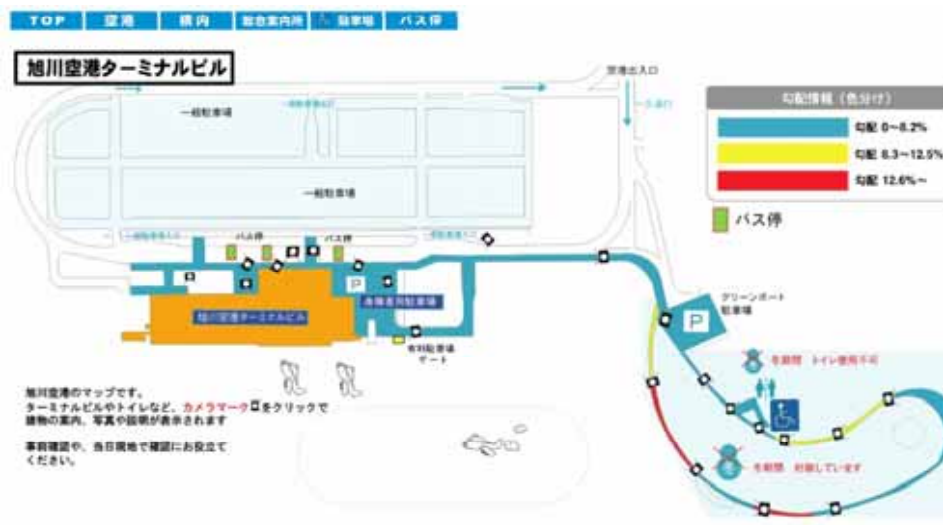 TOP 空港 構内 総合案内所 駐車場 バス停
旭川空港ターミナルビル
空港出入口
一般駐車場
勾配情報（色分け）
勾配 0〜8.2%
勾配 8.3〜12.5%
勾配 12.6%〜
バス停
一般駐車場
バス停
バス停
P
身障者用駐車場
旭川空港ターミナルビル
グリーンポート
駐車場
P
有料駐車場
ゲート
冬期間 トイレ使用不可
旭川空港のマップです。
ターミナルビルやトイレなど、カメラマークをクリックで
建物の案内、写真や説明が表示されます
事前確認や、当日現地で確認にお役立て
ください。
冬期間 封鎖しています